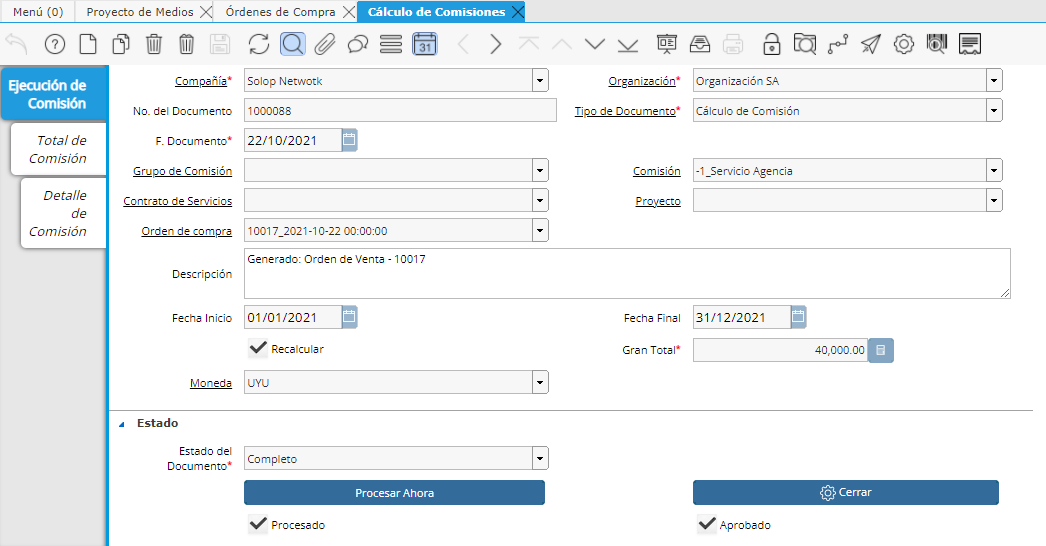 Menú (0) Proyecto de Medios Órdenes de Compra Cálculo de Comisiones
31
Ejecución de
Comisión
Total de
Comisión
Detalle
de
Comisión
Compañía* Solop Netwotk Organización* Organización SA
No. del Documento 1000088 Tipo de Documento* Cálculo de Comisión
F. Documento* 22/10/2021
Grupo de Comisión Comisión -1_Servicio Agencia
Contrato de Servicios Proyecto
Orden de compra 10017_2021-10-22 00:00:00
Descripción Generado: Orden de Venta - 10017
Fecha Inicio 01/01/2021 Fecha Final 31/12/2021
Recalcular Gran Total* 40,000.00
Moneda UYU
Estado
Estado del
Documento* Completo
Procesar Ahora Cerrar
Procesado Aprobado